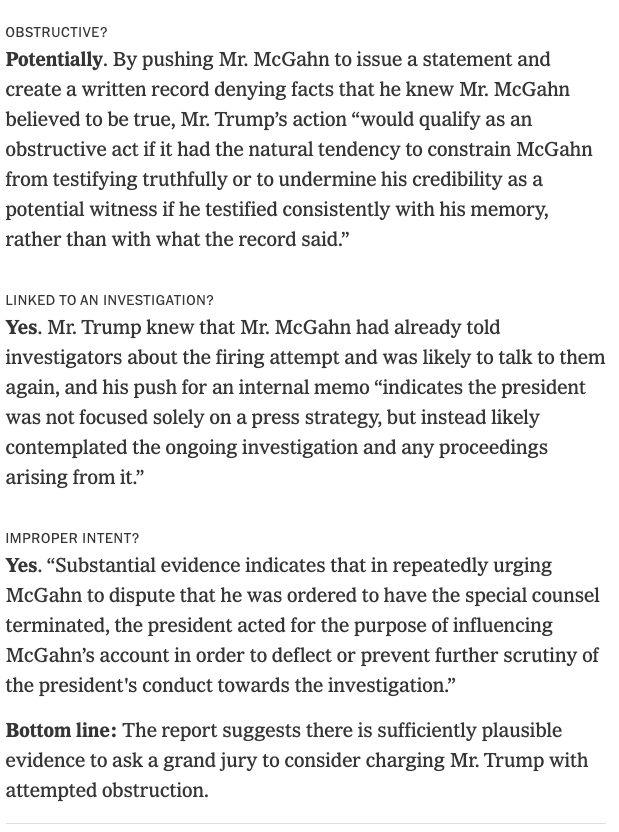 OBSTRUCTIVE?
Potentially. By pushing Mr. McGahn to issue a statement and
create a written record denying facts that he knew Mr. McGahn
believed to be true, Mr. Trump’s action “would qualify as an
obstructive act if it had the natural tendency to constrain McGahn
from testifying truthfully or to undermine his credibility as a
potential witness if he testified consistently with his memory,
rather than with what the record said.”
LINKED TO AN INVESTIGATION?
Yes. Mr. Trump knew that Mr. McGahn had already told
investigators about the firing attempt and was likely to talk to them
again, and his push for an internal memo “indicates the president
was not focused solely on a press strategy, but instead likely
contemplated the ongoing investigation and any proceedings
arising from it.”
IMPROPER INTENT?
Yes. “Substantial evidence indicates that in repeatedly urging
McGahn to dispute that he was ordered to have the special counsel
terminated, the president acted for the purpose of influencing
McGahn’s account in order to deflect or prevent further scrutiny of
the president's conduct towards the investigation.”
Bottom line: The report suggests there is sufficiently plausible
evidence to ask a grand jury to consider charging Mr. Trump with
attempted obstruction.